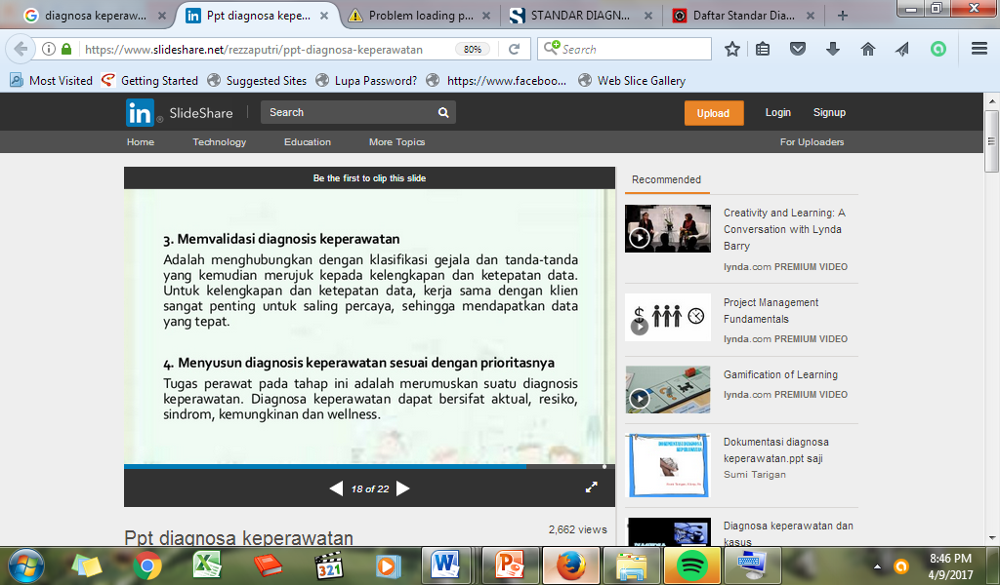 diagnosa keperaw...
Ppt diagnosa kepe...
Problem loading p...
STANDAR DIAGN...
Daftar Standar Dia...
https://www.slideshare.net/rezzaputri/ppt-diagnosa-keperawatan
80%
Search
Most Visited
Getting Started
Suggested Sites
Lupa Password?
https://www.faceboo...
Web Slice Gallery
in SlideShare
Search
Upload
Login
Signup
Home
Technology
Education
More Topics
For Uploaders
Be the first to clip this slide
3. Memvalidasi diagnosis keperawatan
Adalah menghubungkan dengan klasifikasi gejala dan tanda-tanda
yang kemudian merujuk kepada kelengkapan dan ketepatan data.
Untuk kelengkapan dan ketepatan data, kerja sama dengan klien
sangat penting untuk saling percaya, sehingga mendapatkan data
yang tepat.
4. Menyusun diagnosis keperawatan sesuai dengan prioritasnya
Tugas perawat pada tahap ini adalah merumuskan suatu diagnosis
keperawatan. Diagnosa keperawatan dapat bersifat aktual, resiko,
sindrom, kemungkinan dan wellness.
18 of 22
Ppt diagnosa keperawatan
2,662 views
Recommended
Creativity and Learning: A
Conversation with Lynda
Barry
lynda.com PREMIUM VIDEO
Project Management
Fundamentals
lynda.com PREMIUM VIDEO
Gamification of Learning
lynda.com PREMIUM VIDEO
Dokumentasi diagnosa
keperawatan.ppt saji
Sumi Tarigan
Diagnosa keperawatan dan
kasus
321
8:46 PM
4/9/2017